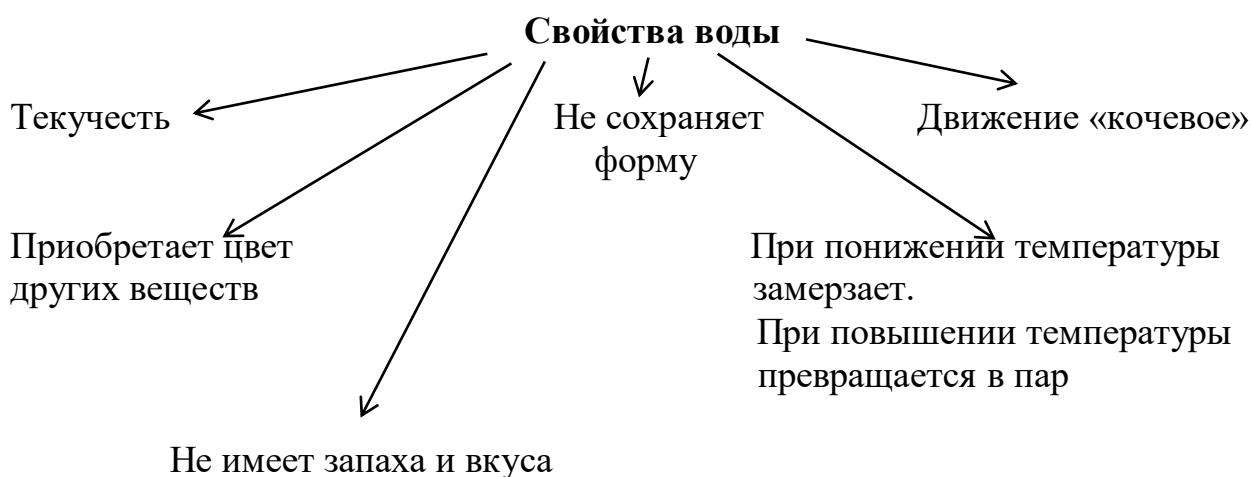 Свойства воды
Текучесть
Не сохраняет
форму
Движение «кочевое»
Приобретает цвет
других веществ
При понижении температуры
замерзает.
При повышении температуры
превращается в пар
Не имеет запаха и вкуса